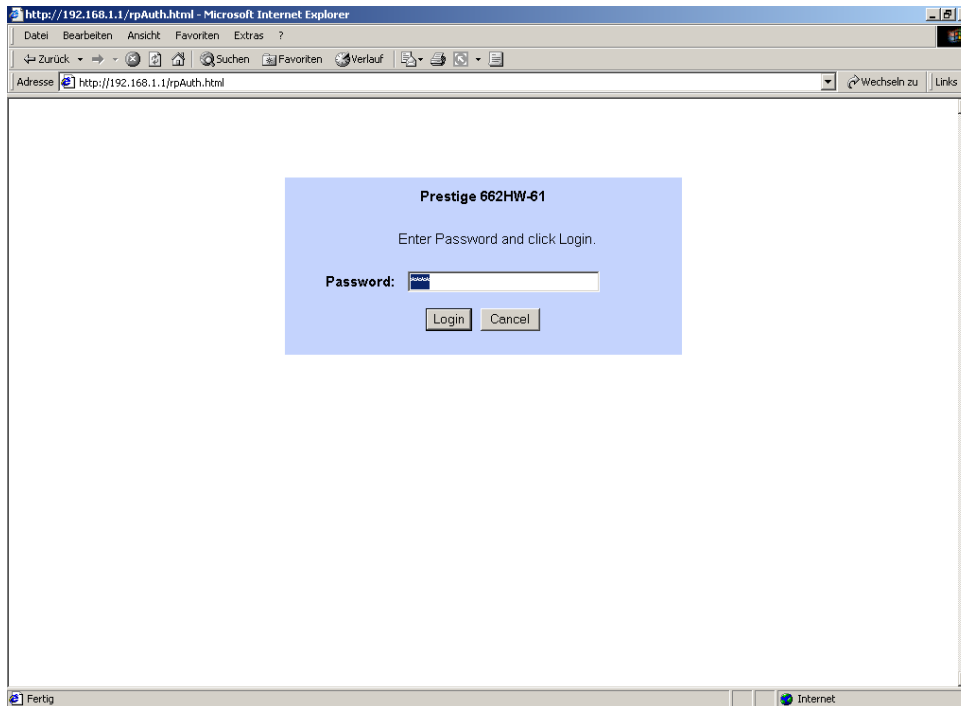 http://192.168.1.1/rpAuth.html - Microsoft Internet Explorer
Datei Bearbeiten Ansicht Favoriten Extras ?
Zurück Suchen Favoriten Verlauf
Adresse http://192.168.1.1/rpAuth.html Wechseln zu Links
Prestige 662HW-61
Enter Password and click Login.
Password: ****
Login Cancel
Fertig Internet